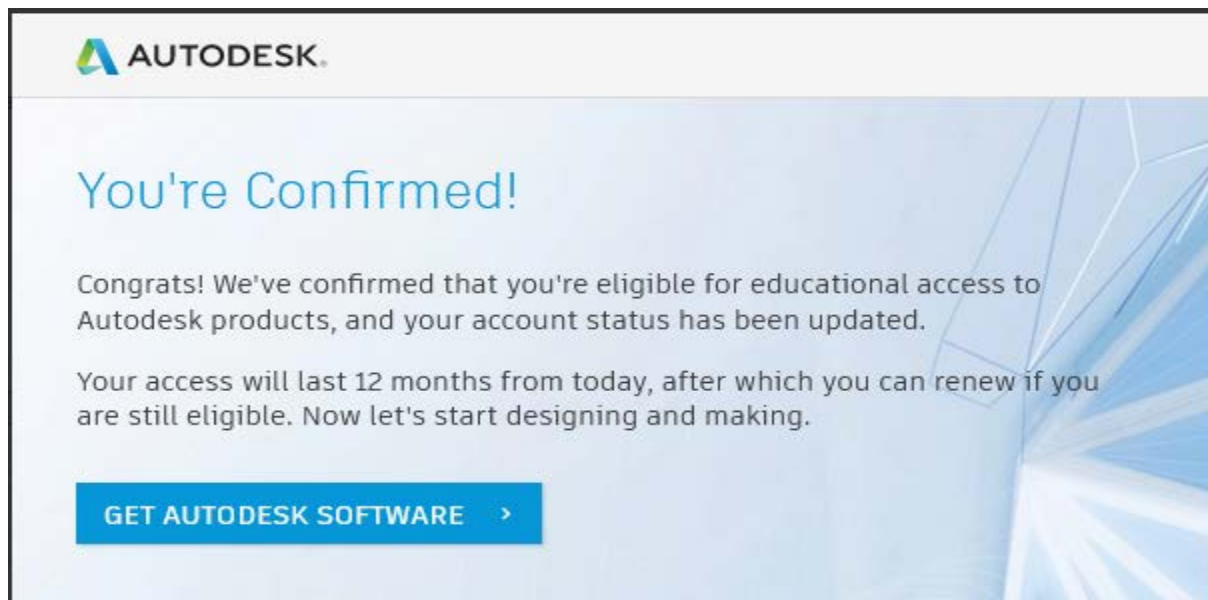 AUTODESK.
You're Confirmed!
Congrats! We've confirmed that you're eligible for educational access to
Autodesk products, and your account status has been updated.
Your access will last 12 months from today, after which you can renew if you
are still eligible. Now let's start designing and making.
GET AUTODESK SOFTWARE >